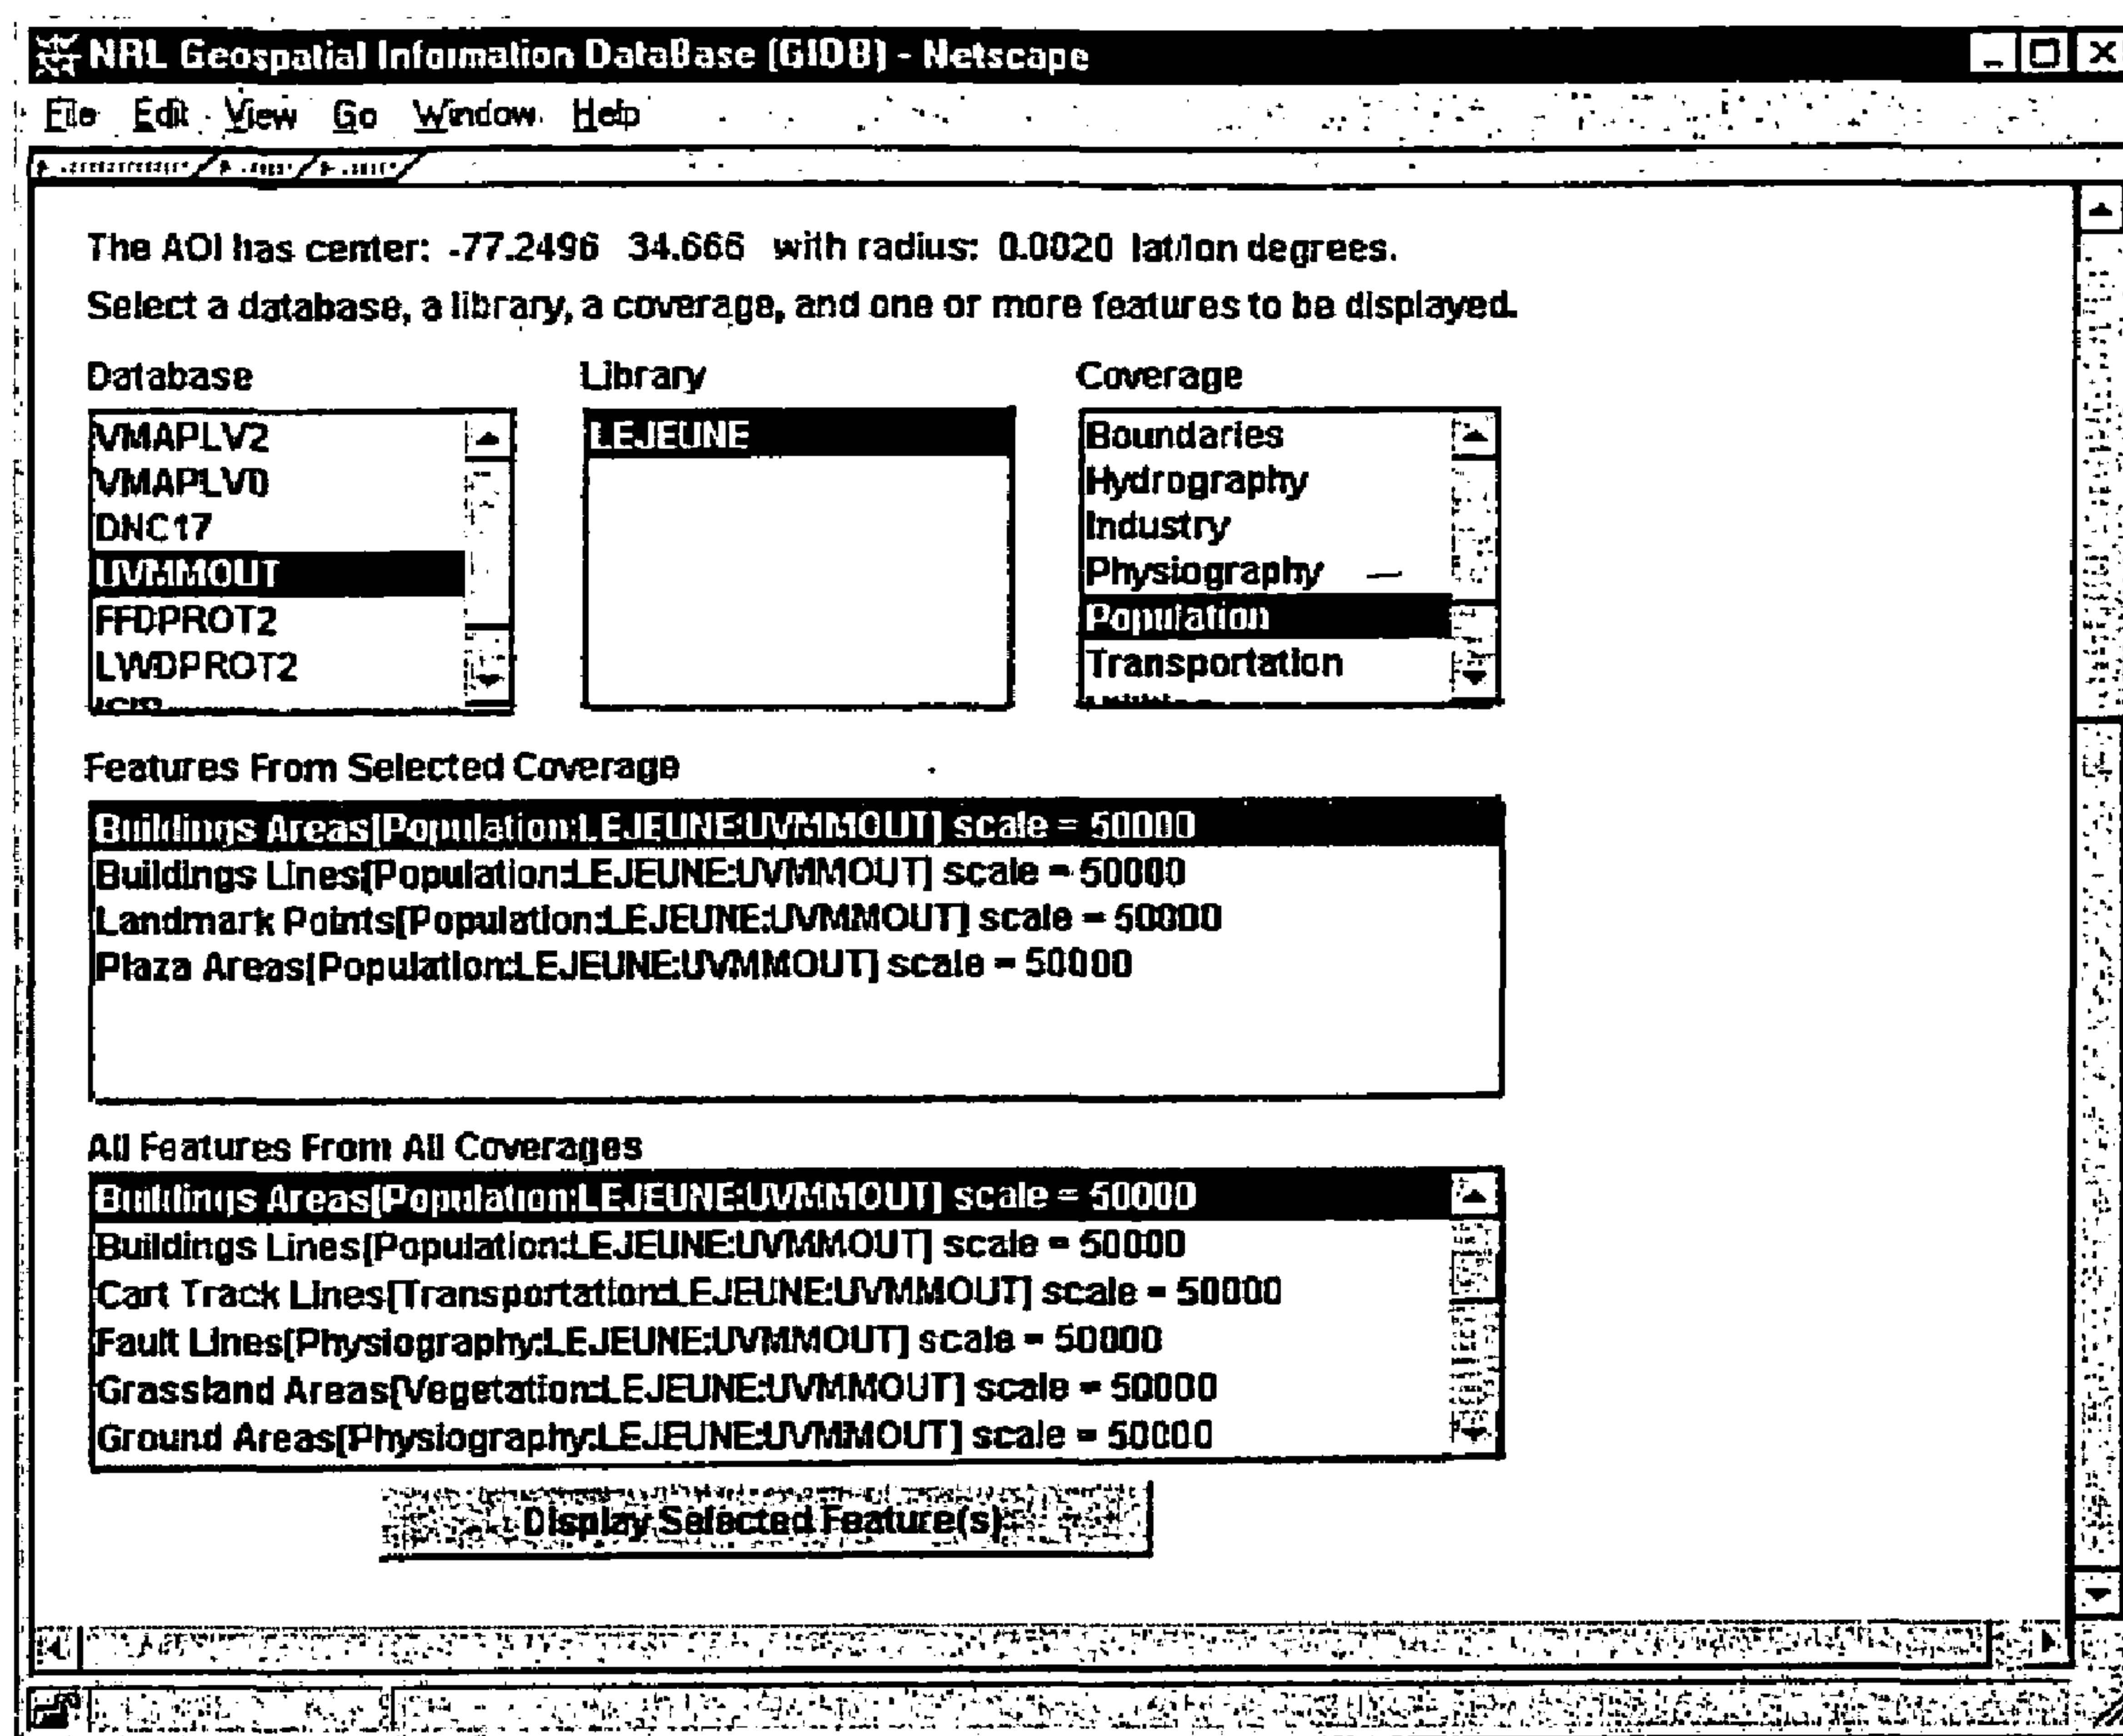 NRL Geospatial Information DataBase (GIDB) - Netscape
File Edit View Go Window Help
The AOI has center: -77.2496 34.666 with radius: 0.0020 lat/lon degrees.
Select a database, a library, a coverage, and one or more features to be displayed.
Database Library Coverage
VMAPLV2
VMAPLV0
DNC17
UVMMOUT
FFDPROT2
LWDPROT2
LEJEUNE
Boundaries
Hydrography
Industry
Physiography
Population
Transportation
Features From Selected Coverage
Buildings Areas[Population:LEJEUNE:UVMMOUT] scale = 50000
Buildings Lines[Population:LEJEUNE:UVMMOUT] scale = 50000
Landmark Points[Population:LEJEUNE:UVMMOUT] scale = 50000
Plaza Areas[Population:LEJEUNE:UVMMOUT] scale = 50000
All Features From All Coverages
Buildings Areas[Population:LEJEUNE:UVMMOUT] scale = 50000
Buildings Lines[Population:LEJEUNE:UVMMOUT] scale = 50000
Cart Track Lines[Transportation:LEJEUNE:UVMMOUT] scale = 50000
Fault Lines[Physiography:LEJEUNE:UVMMOUT] scale = 50000
Grassland Areas[Vegetation:LEJEUNE:UVMMOUT] scale = 50000
Ground Areas[Physiography:LEJEUNE:UVMMOUT] scale = 50000
Display Selected Feature(s)